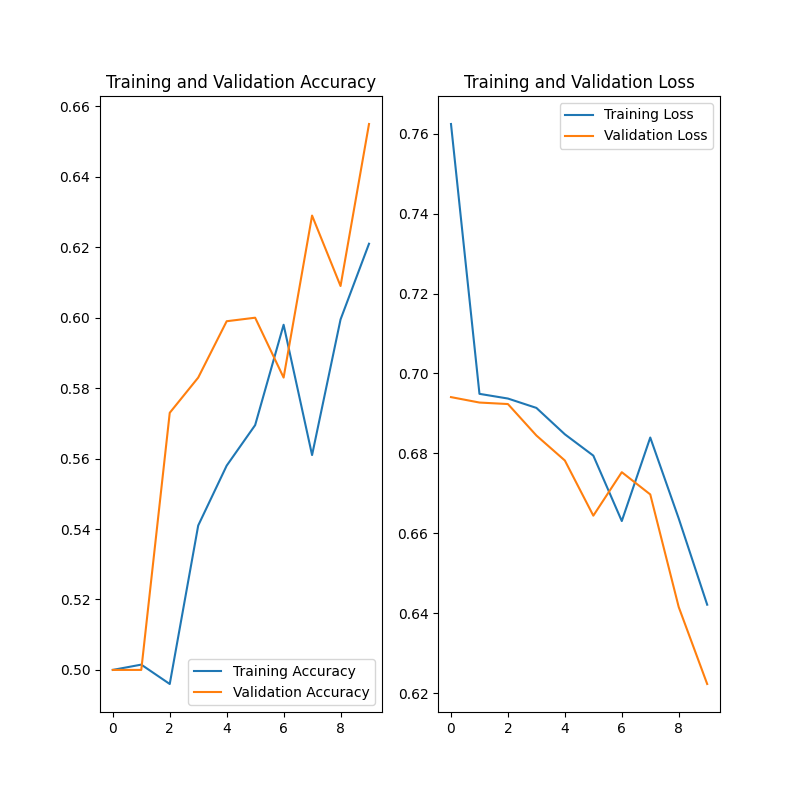 Training and Validation Accuracy
0.66
0.64
0.62
0.60
0.58
0.56
0.54
0.52
0.50
Training Accuracy
Validation Accuracy
0 2 4 6 8
Training and Validation Loss
Training Loss
Validation Loss
0.76
0.74
0.72
0.70
0.68
0.66
0.64
0.62
0 2 4 6 8